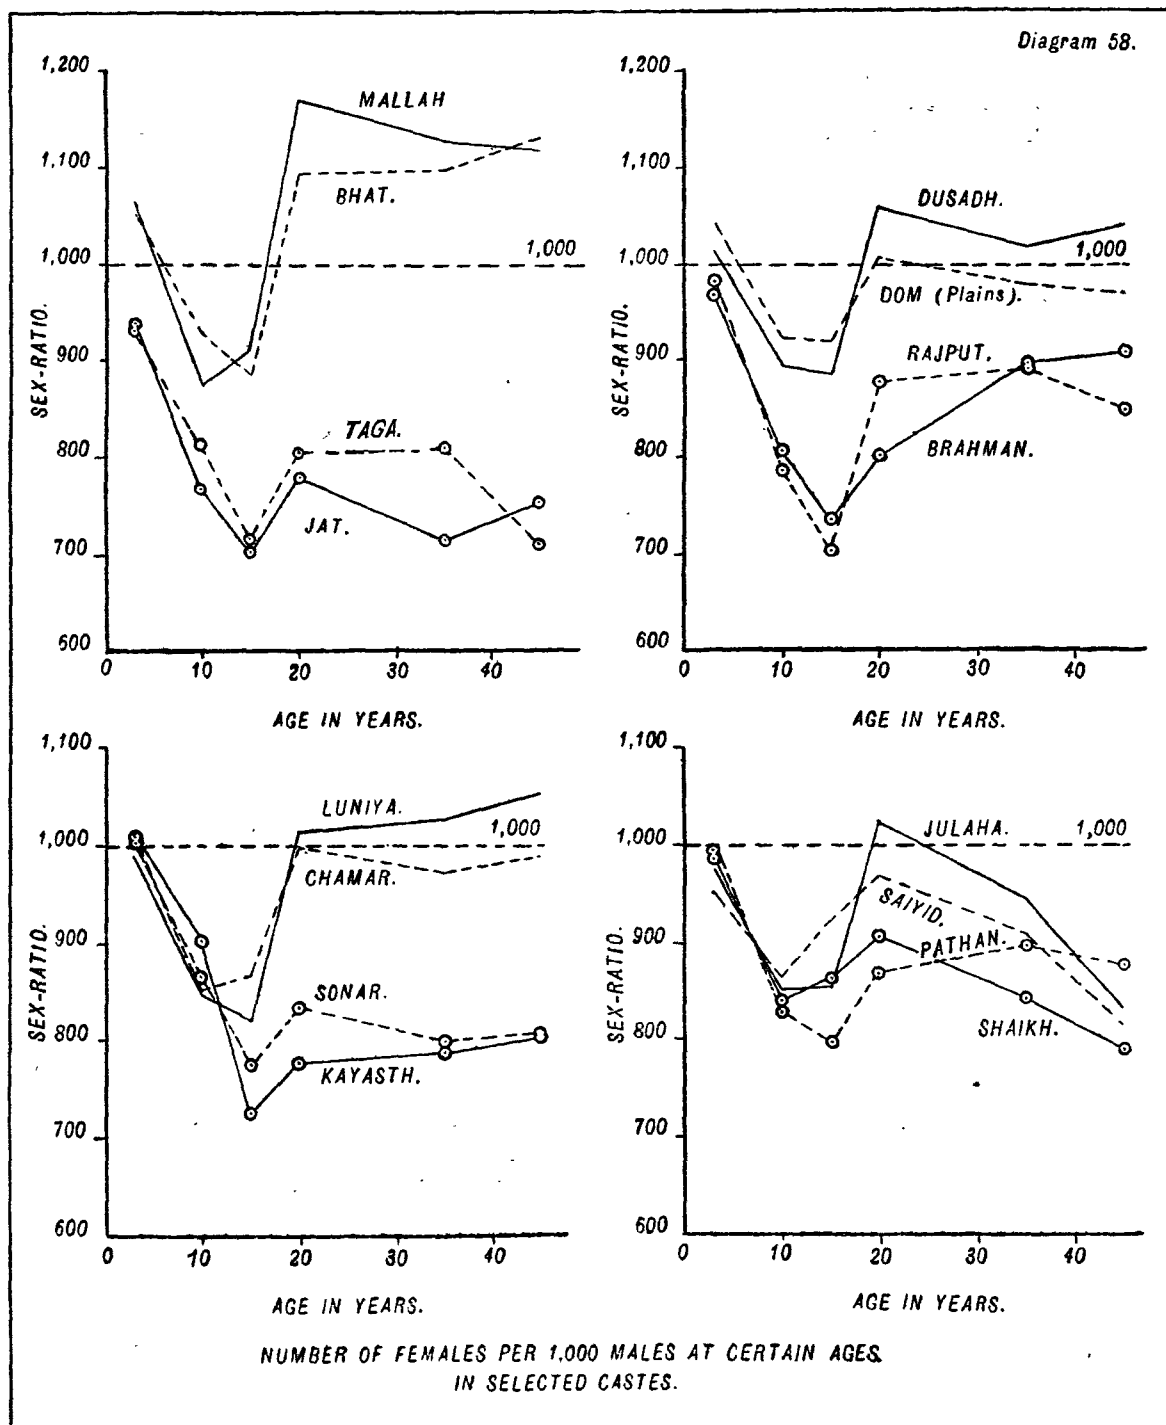 Diagram 58.
1,200
1,100
1,000
900
800
700
600
SEX-RATIO.
MALLAH
BHAT.
1,000
TAGA.
JAT.
0 10 20 30 40
AGE IN YEARS.
1,200
1,100
1,000
900
800
700
600
SEX-RATIO.
DUSADH.
1,000
DOM (Plains).
RAJPUT.
BRAHMAN.
0 10 20 30 40
AGE IN YEARS.
1,100
1,000
900
800
700
600
SEX-RATIO.
LUNIYA.
1,000
CHAMAR.
SONAR.
KAYASTH.
0 10 20 30 40
AGE IN YEARS.
1,100
1,000
900
800
700
600
SEX-RATIO.
JULAHA.
1,000
SAIYID.
PATHAN.
SHAIKH.
0 10 20 30 40
AGE IN YEARS.
NUMBER OF FEMALES PER 1,000 MALES AT CERTAIN AGES
IN SELECTED CASTES.